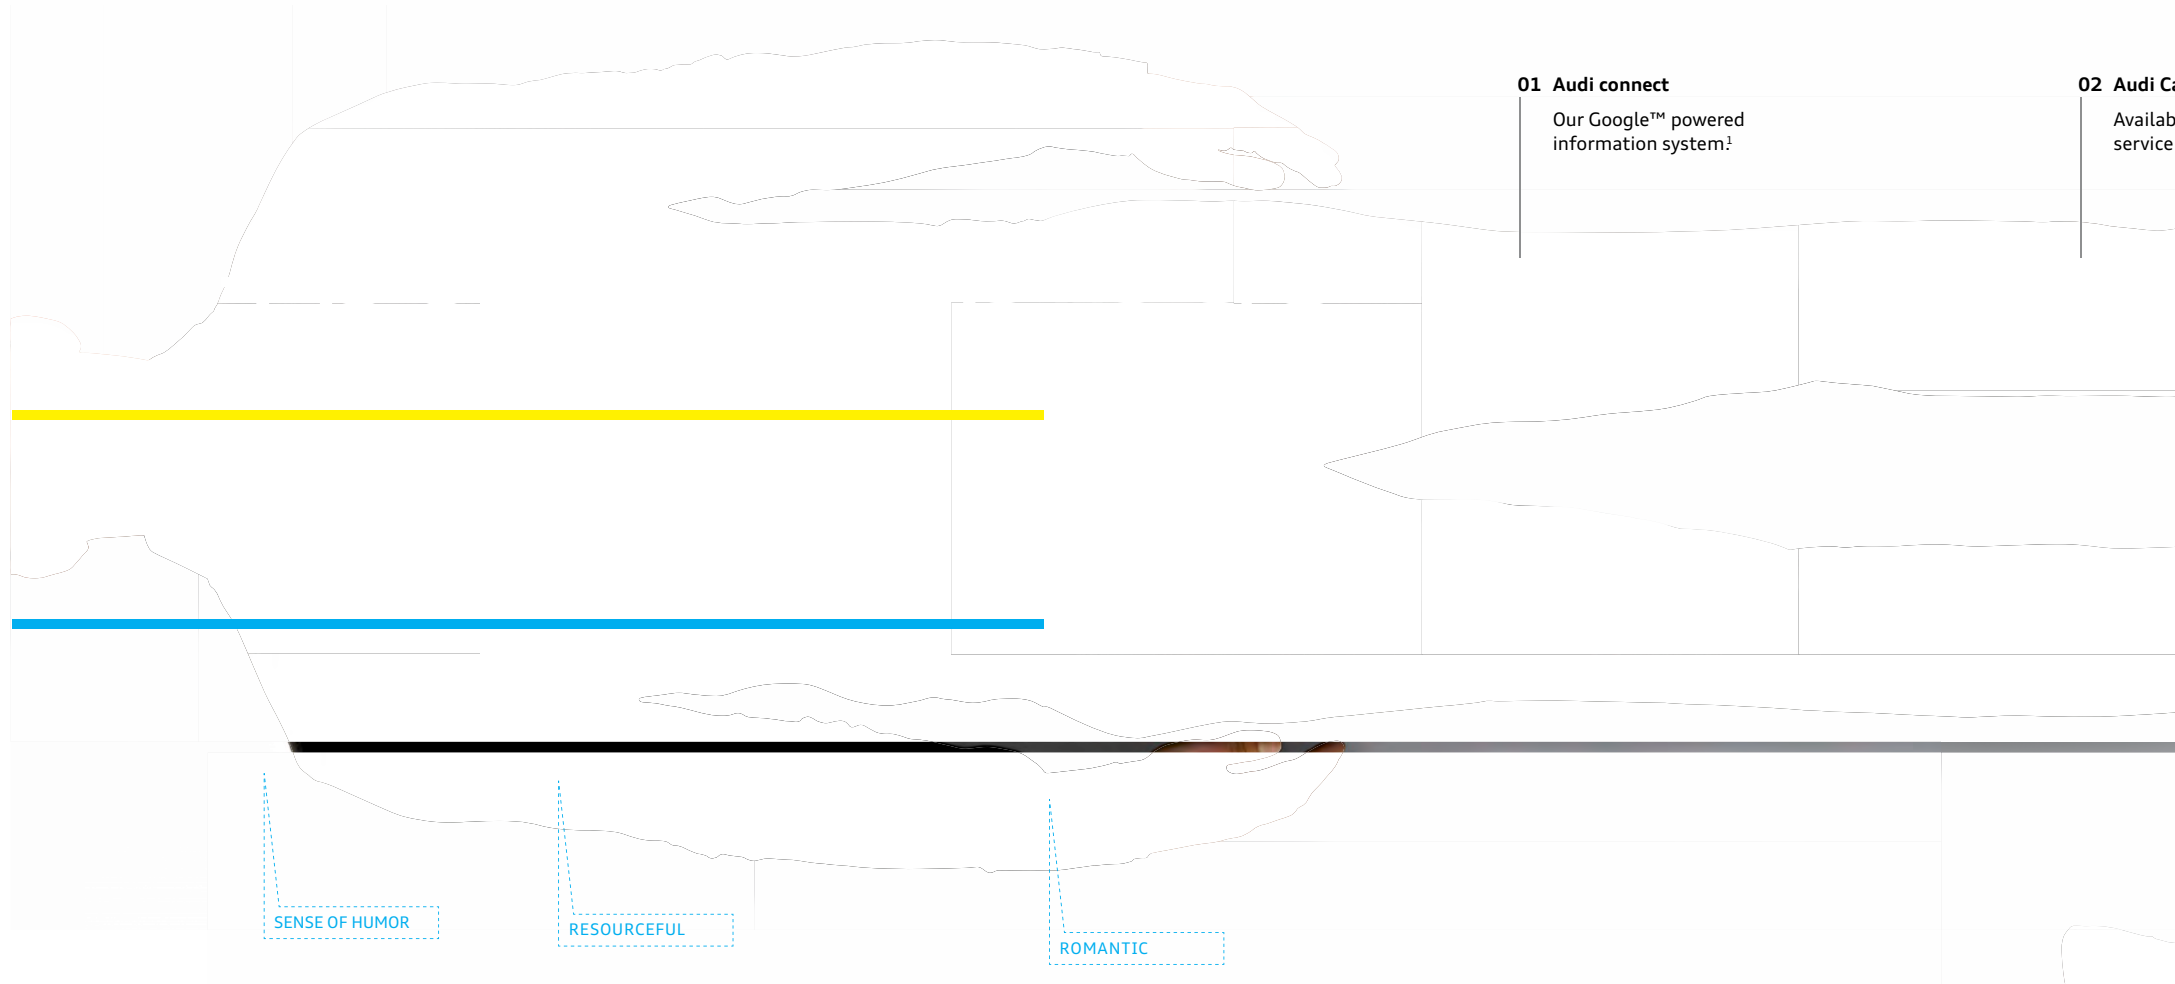 01 Audi connect
Our Google™ powered
information system.¹
02 Audi
Availab
service
SENSE OF HUMOR
RESOURCEFUL
ROMANTIC